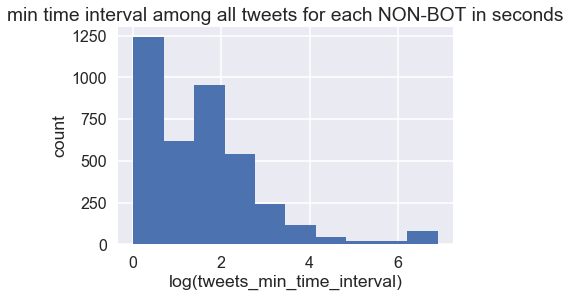 min time interval among all tweets for each NON-BOT in seconds
1250
1000
750
500
250
0
count
0 2 4 6
log(tweets_min_time_interval)